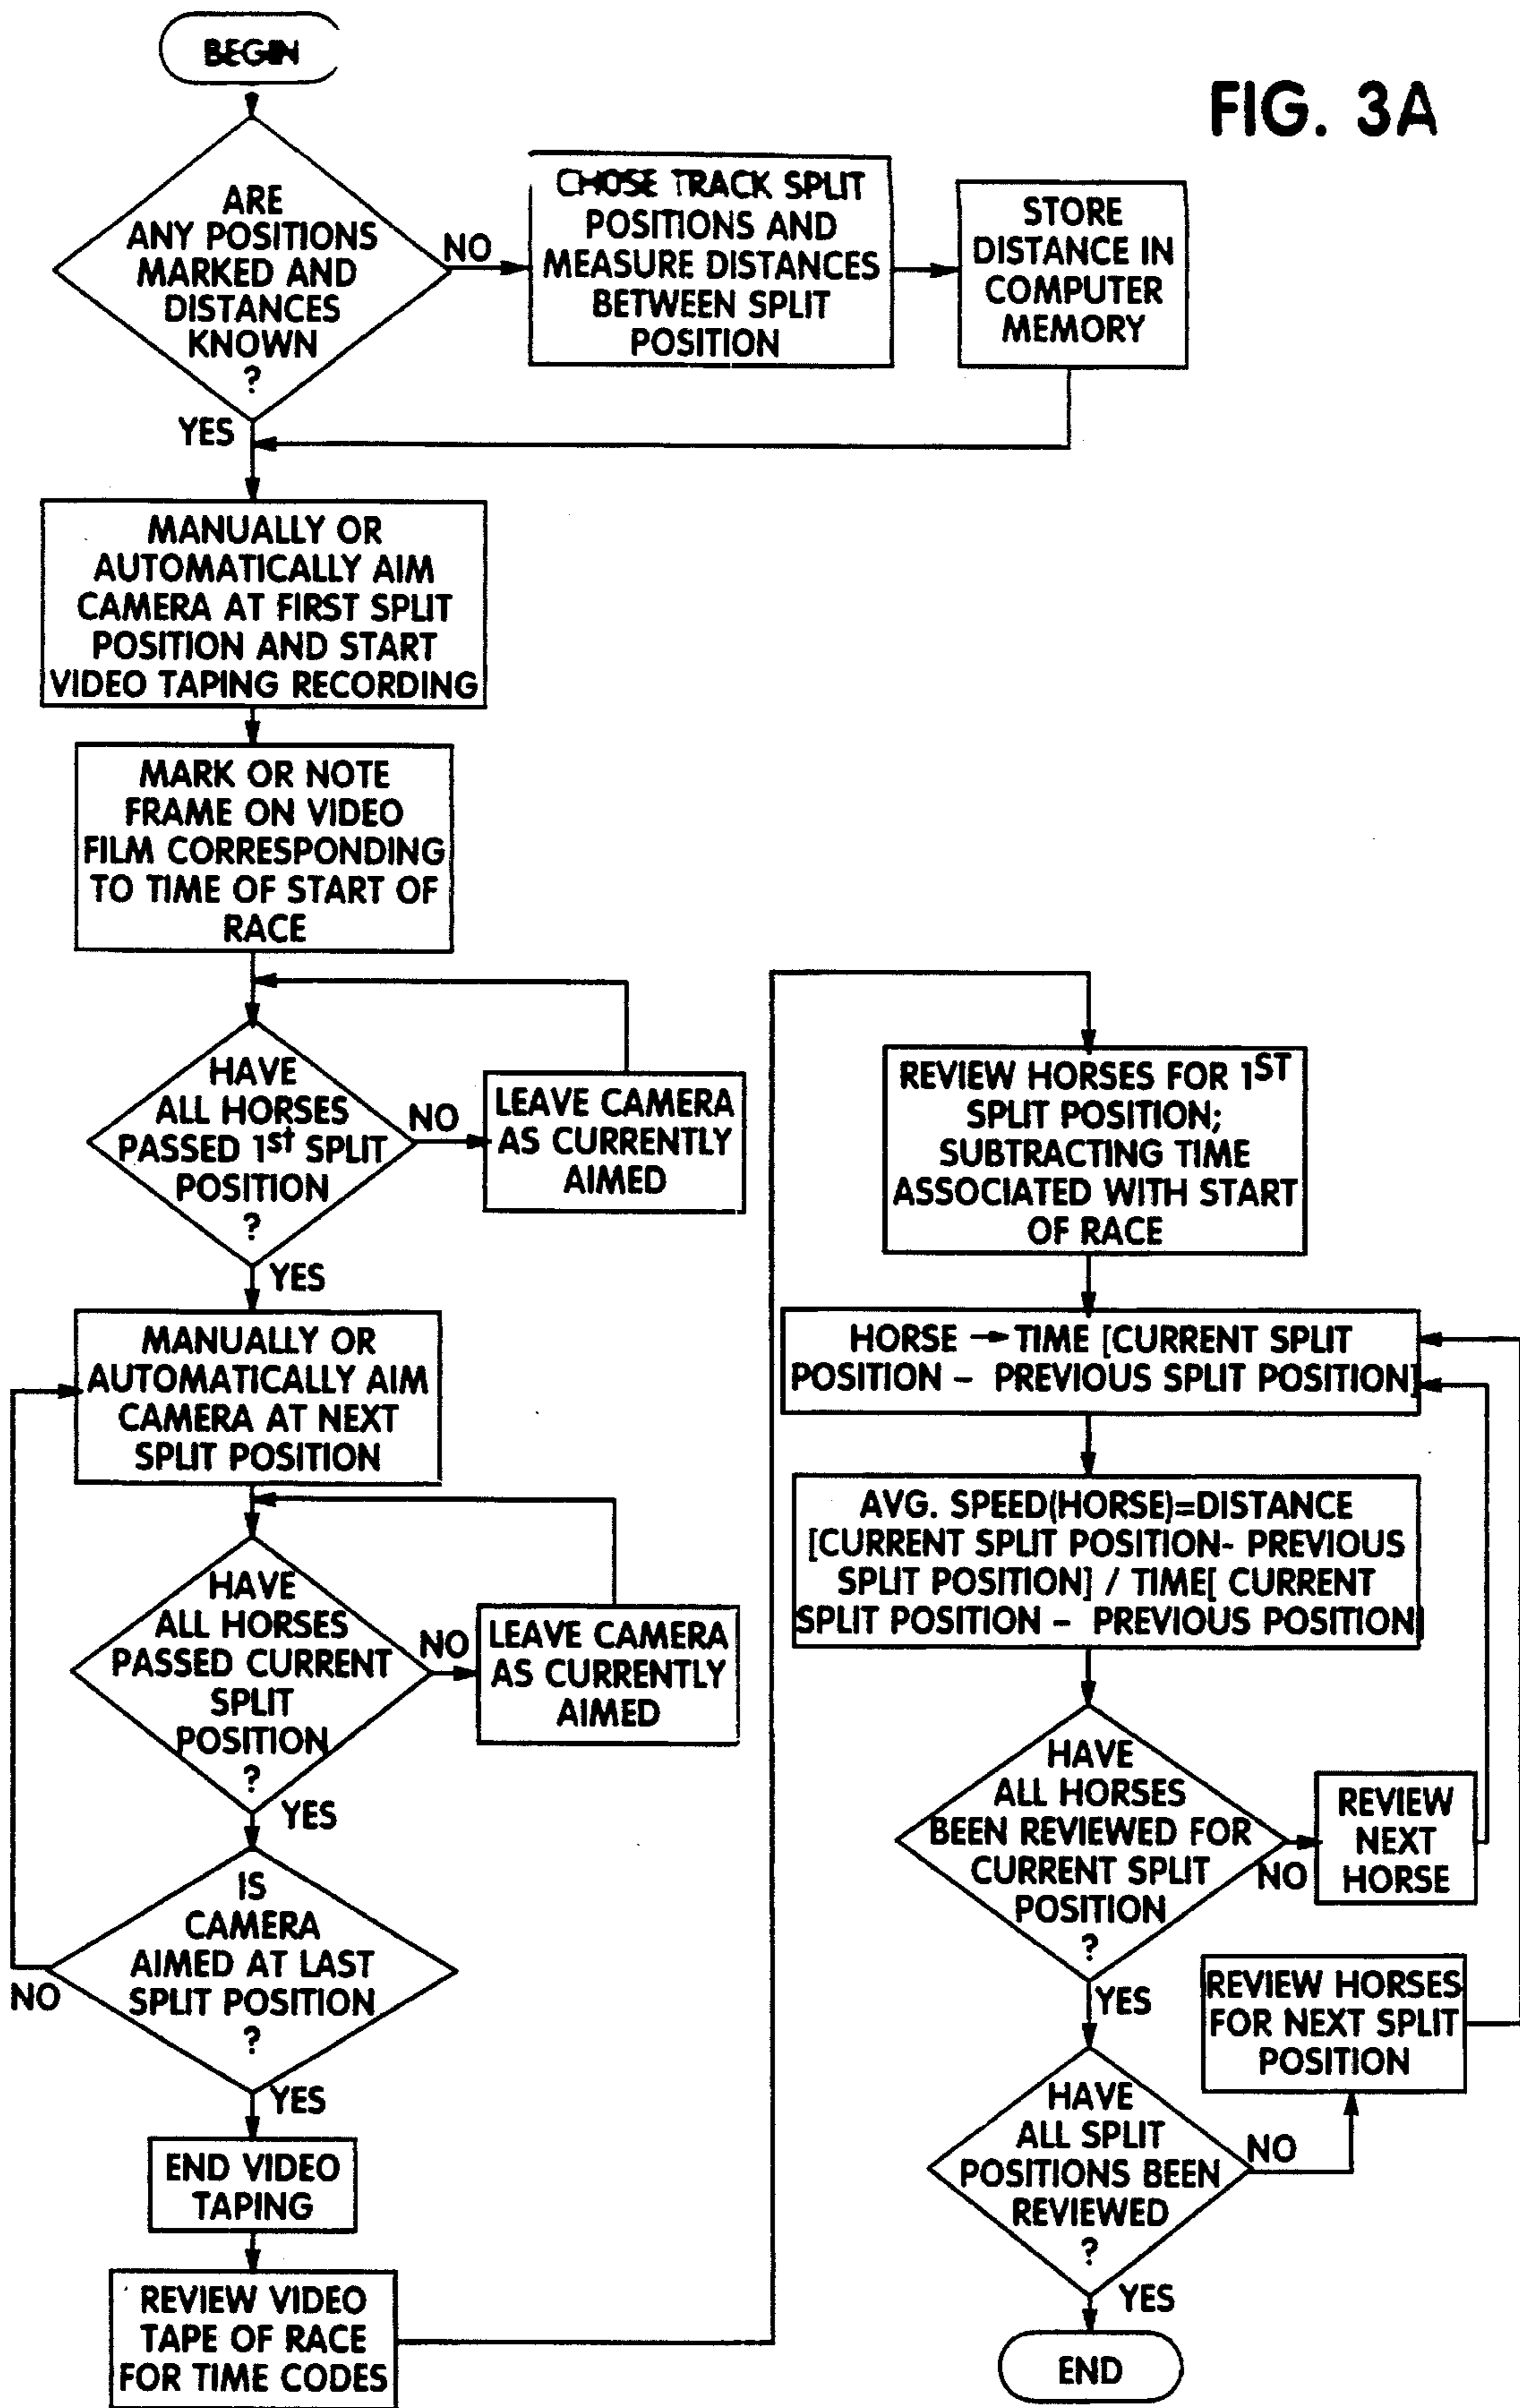 BEGIN
FIG. 3A
ARE
ANY POSITIONS
MARKED AND
DISTANCES
KNOWN
?
NO
CHOSE TRACK SPLIT
POSITIONS AND
MEASURE DISTANCES
BETWEEN SPLIT
POSITION
STORE
DISTANCE IN
COMPUTER
MEMORY
YES
MANUALLY OR
AUTOMATICALLY AIM
CAMERA AT FIRST SPLIT
POSITION AND START
VIDEO TAPING RECORDING
MARK OR NOTE
FRAME ON VIDEO
FILM CORRESPONDING
TO TIME OF START OF
RACE
HAVE
ALL HORSES
PASSED 1st SPLIT
POSITION
?
NO
LEAVE CAMERA
AS CURRENTLY
AIMED
YES
MANUALLY OR
AUTOMATICALLY AIM
CAMERA AT NEXT
SPLIT POSITION
HAVE
ALL HORSES
PASSED CURRENT
SPLIT
POSITION
?
NO
LEAVE CAMERA
AS CURRENTLY
AIMED
YES
IS
CAMERA
AIMED AT LAST
SPLIT POSITION
?
NO
YES
END VIDEO
TAPING
REVIEW VIDEO
TAPE OF RACE
FOR TIME CODES
REVIEW HORSES FOR 1ST
SPLIT POSITION;
SUBTRACTING TIME
ASSOCIATED WITH START
OF RACE
HORSE → TIME [CURRENT SPLIT
POSITION - PREVIOUS SPLIT POSITION]
AVG. SPEED(HORSE)=DISTANCE
[CURRENT SPLIT POSITION- PREVIOUS
SPLIT POSITION] / TIME[ CURRENT
SPLIT POSITION - PREVIOUS POSITION]
HAVE
ALL HORSES
BEEN REVIEWED FOR
CURRENT SPLIT
POSITION
?
NO
REVIEW
NEXT
HORSE
YES
REVIEW HORSES
FOR NEXT SPLIT
POSITION
HAVE
ALL SPLIT
POSITIONS BEEN
REVIEWED
?
NO
YES
END